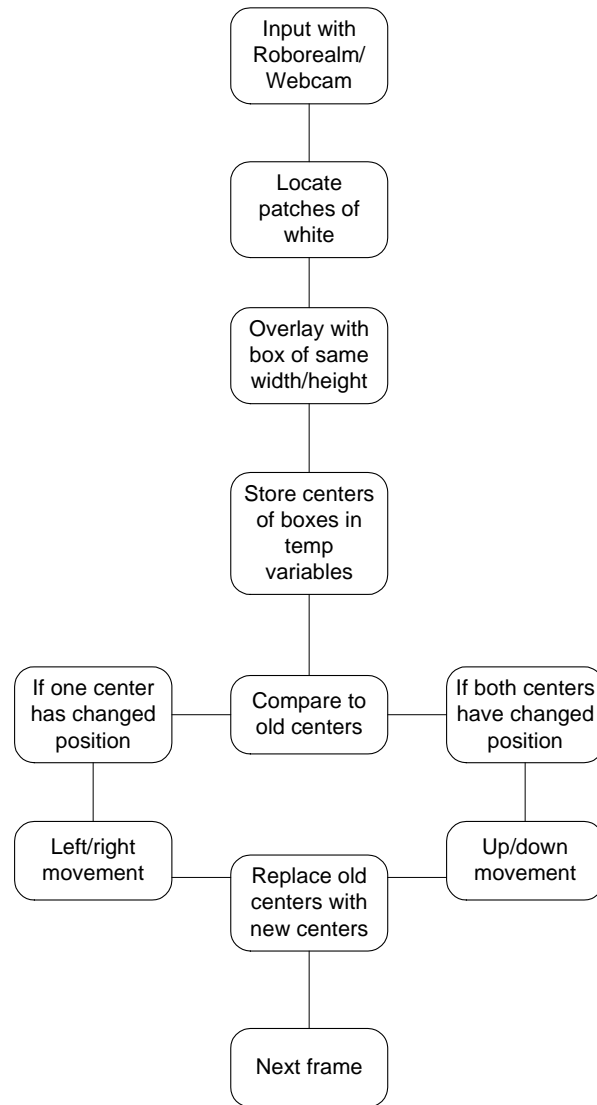 Input with
Roborealm/
Webcam
Locate
patches of
white
Overlay with
box of same
width/height
Store centers
of boxes in
temp
variables
If one center
has changed
position
Compare to
old centers
If both centers
have changed
position
Left/right
movement
Replace old
centers with
new centers
Up/down
movement
Next frame